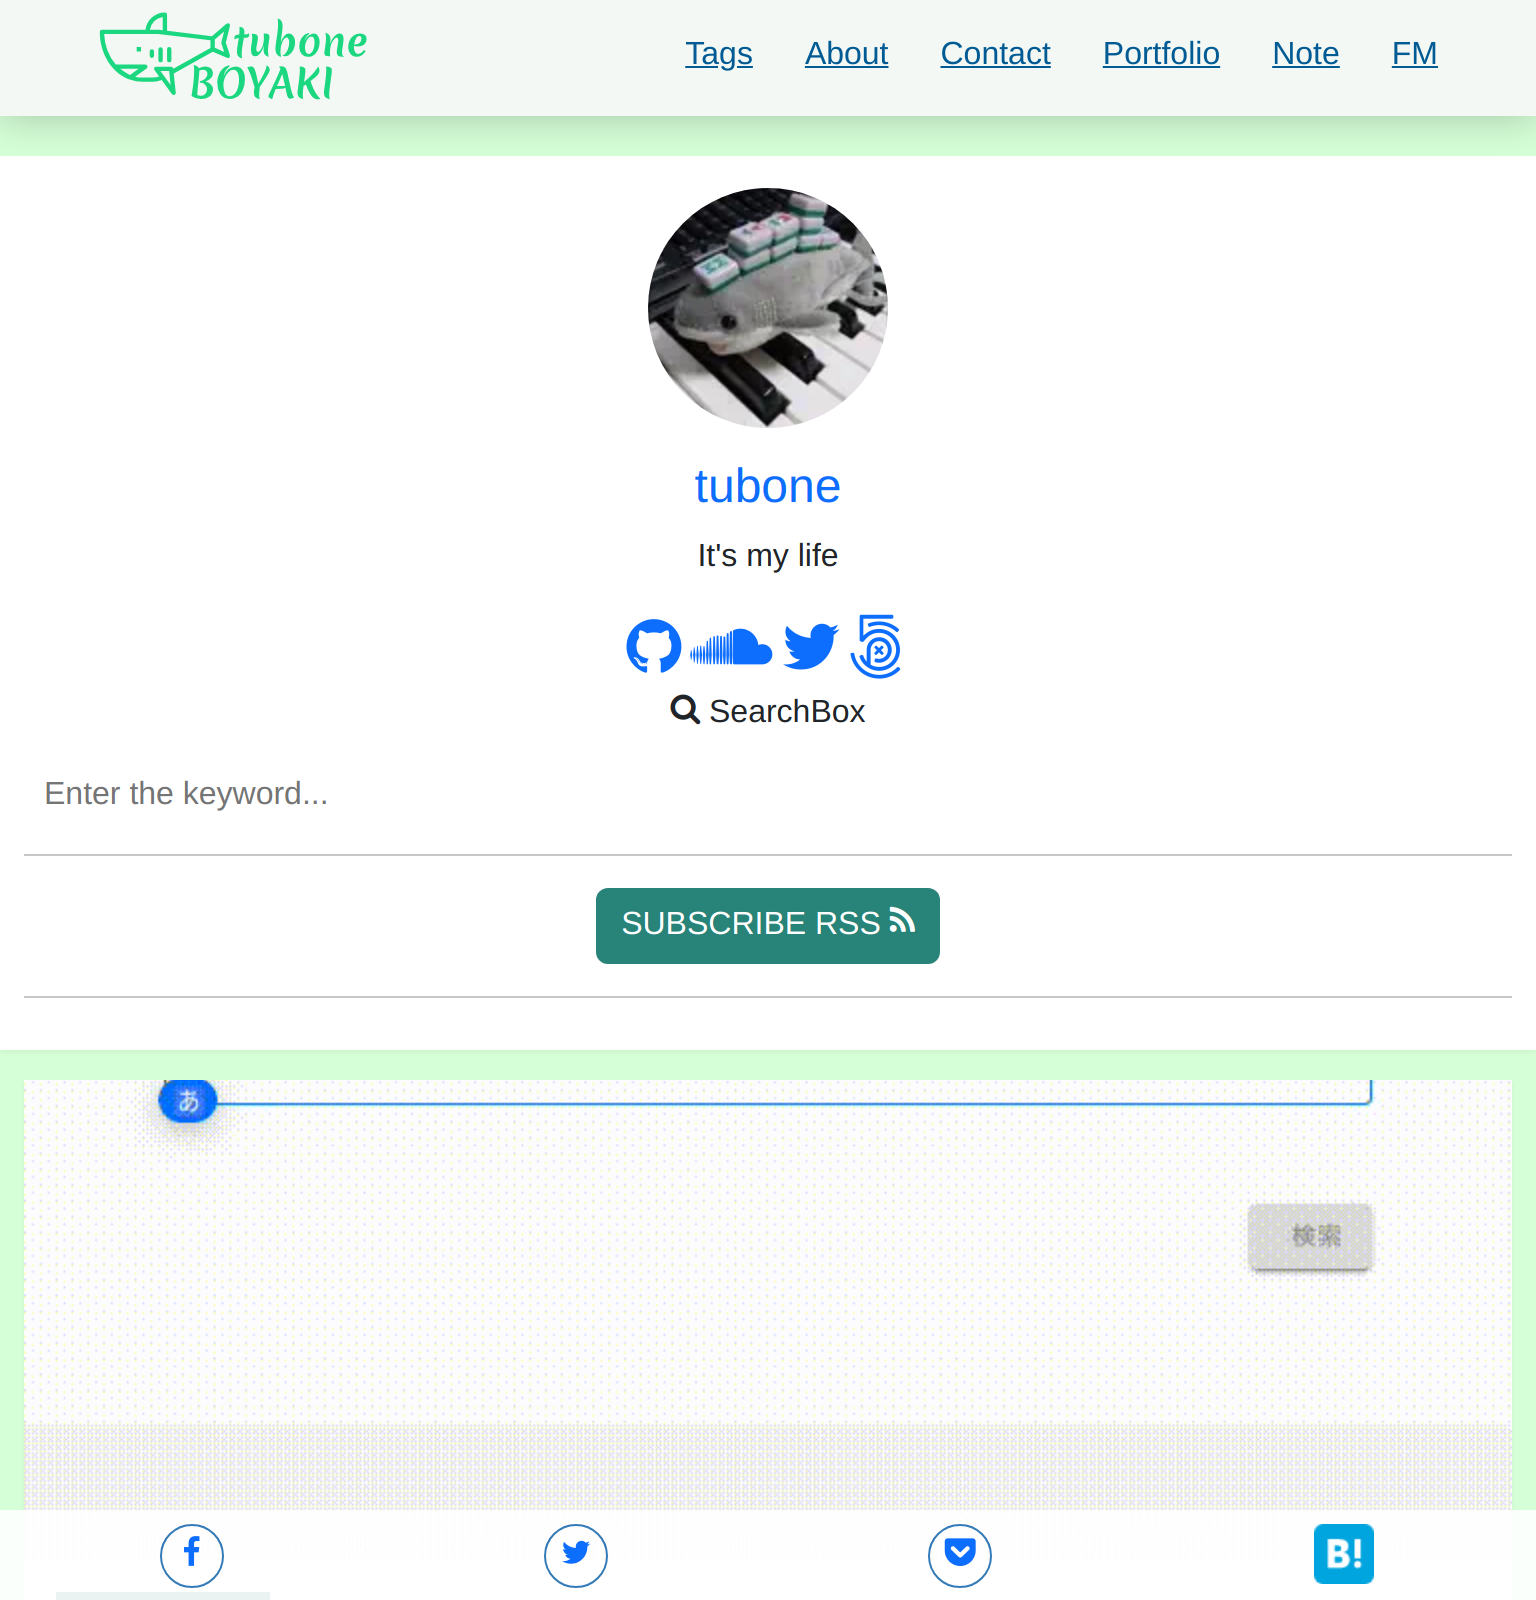 tubone
BOYAKI
Tags About Contact Portfolio Note FM
tubone
It's my life
SearchBox
Enter the keyword...
SUBSCRIBE RSS
あ
検索
B!